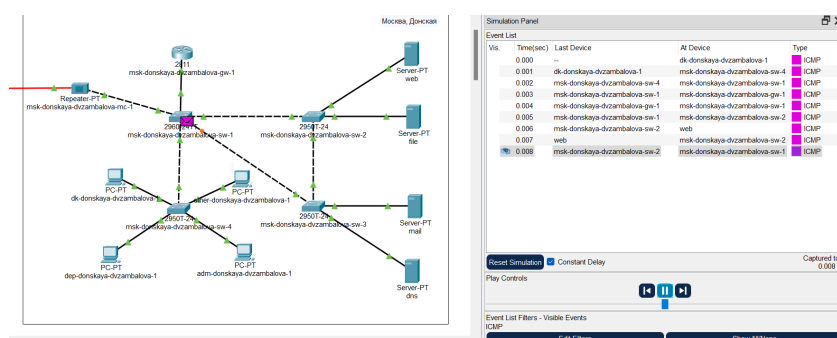 Москва, Донская
2811
msk-donskaya-dvzambalova-gw-1
Server-PT
web
Repeater-PT
msk-donskaya-dvzambalova-mc-1
msk-donskaya-dvzambalova-sw-1
2950T-24
msk-donskaya-dvzambalova-sw-2
Server-PT
file
PC-PT
dk-donskaya-dvzambalova-1
PC-PT
2950T-24
msk-donskaya-dvzambalova-sw-4
2950T-24
msk-donskaya-dvzambalova-sw-3
Server-PT
mail
PC-PT
dep-donskaya-dvzambalova-1
PC-PT
adm-donskaya-dvzambalova-1
Server-PT
dns
Simulation Panel
Event List
Vis. Time(sec) Last Device At Device Type
0.000 -- dk-donskaya-dvzambalova-1 ICMP
0.001 dk-donskaya-dvzambalova-1 msk-donskaya-dvzambalova-sw-4 ICMP
0.002 msk-donskaya-dvzambalova-sw-4 msk-donskaya-dvzambalova-sw-1 ICMP
0.003 msk-donskaya-dvzambalova-sw-1 msk-donskaya-dvzambalova-gw-1 ICMP
0.004 msk-donskaya-dvzambalova-gw-1 msk-donskaya-dvzambalova-sw-1 ICMP
0.005 msk-donskaya-dvzambalova-sw-1 msk-donskaya-dvzambalova-sw-2 ICMP
0.006 msk-donskaya-dvzambalova-sw-2 web ICMP
0.007 web msk-donskaya-dvzambalova-sw-2 ICMP
0.008 msk-donskaya-dvzambalova-sw-2 msk-donskaya-dvzambalova-sw-1 ICMP
Reset Simulation Constant Delay Captured to
0.008
Play Controls
Event List Filters - Visible Events
ICMP
Edit Filters Show All/None